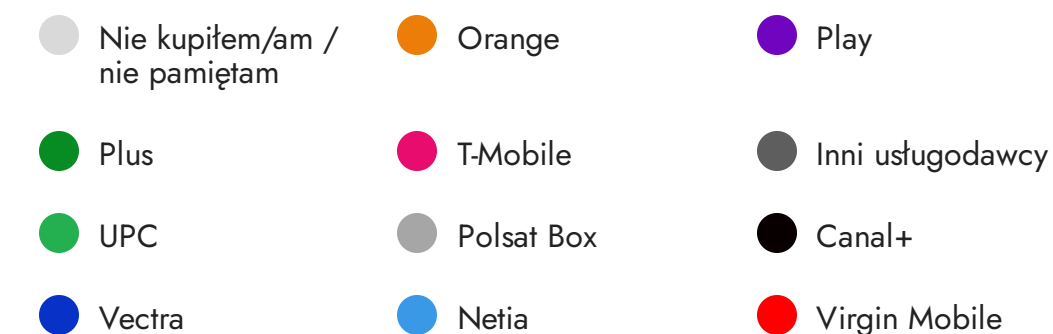 Nie kupiłem/am /
nie pamiętam
Orange
Play
Plus
T-Mobile
Inni usługodawcy
UPC
Polsat Box
Canal+
Vectra
Netia
Virgin Mobile